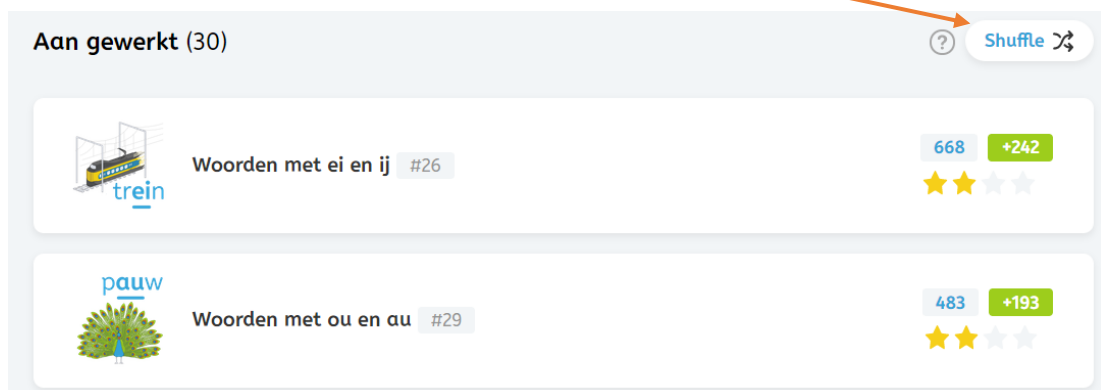 Aan gewerkt (30)
? Shuffle
trein
Woorden met ei en ij #26
668 +242
pauw
Woorden met ou en au #29
483 +193